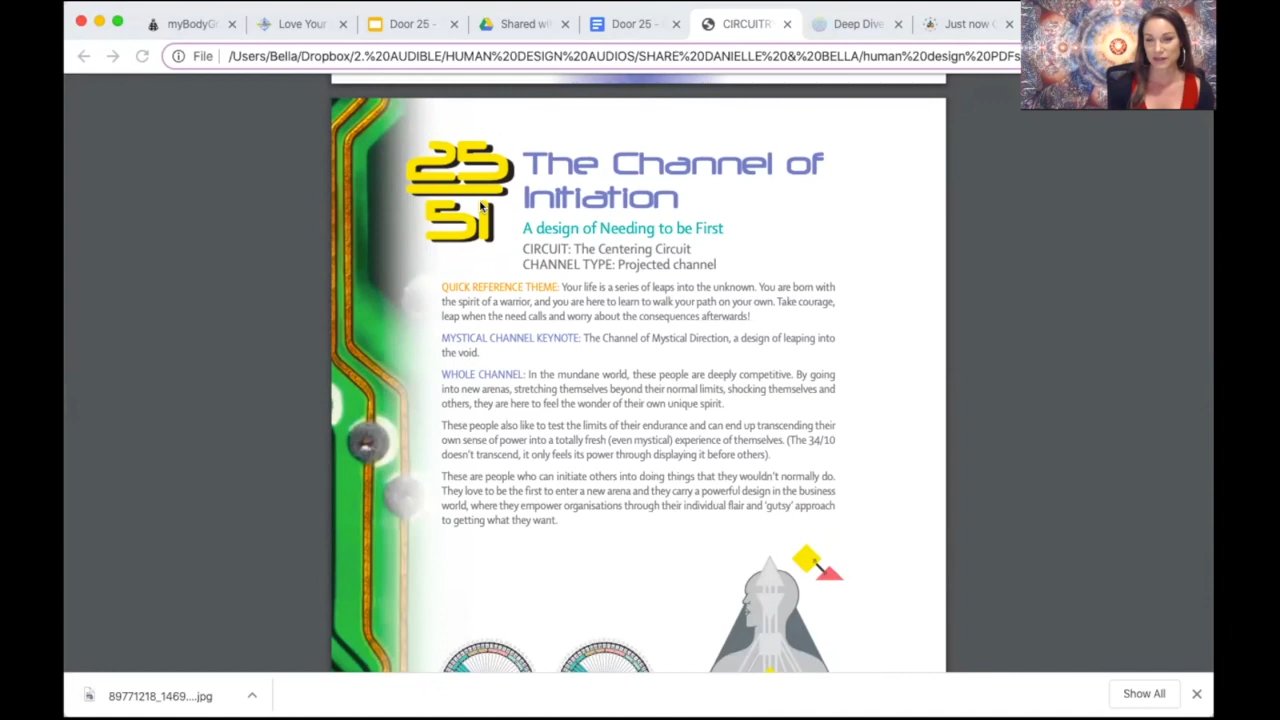 myBodyG
Love Your
Door 25 -
Shared w
Door 25 -
CIRCUITR
Deep Dive
Just now
File
/Users/Bella/Dropbox/2.%20AUDIBLE/HUMAN%20DESIGN%20AUDIOS/SHARE%20DANIELLE%20&%20BELLA/human%20design%20PDFs
25
51
The Channel of
Initiation
A design of Needing to be First
CIRCUIT: The Centering Circuit
CHANNEL TYPE: Projected channel
QUICK REFERENCE THEME: Your life is a series of leaps into the unknown. You are born with
the spirit of a warrior, and you are here to learn to walk your path on your own. Take courage,
leap when the need calls and worry about the consequences afterwards!
MYSTICAL CHANNEL KEYNOTE: The Channel of Mystical Direction, a design of leaping into
the void.
WHOLE CHANNEL: In the mundane world, these people are deeply competitive. By going
into new arenas, stretching themselves beyond their normal limits, shocking themselves and
others, they are here to feel the wonder of their own unique spirit.
These people also like to test the limits of their endurance and can end up transcending their
own sense of power into a totally fresh (even mystical) experience of themselves. (The 34/10
doesn't transcend, it only feels its power through displaying it before others).
These are people who can initiate others into doing things that they wouldn't normally do.
They love to be the first to enter a new arena and they carry a powerful design in the business
world, where they empower organisations through their individual flair and 'gutsy' approach
to getting what they want.
89771218_1469....jpg
Show All